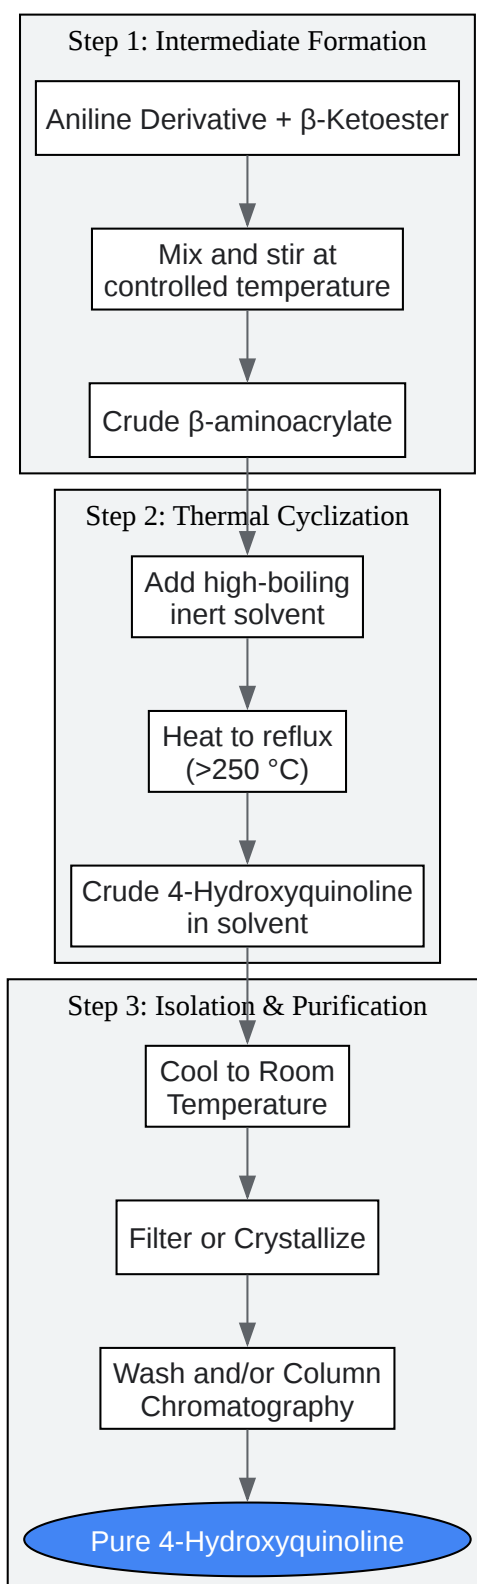 Step 1: Intermediate Formation
Aniline Derivative + β-Ketoester
Mix and stir at
controlled temperature
Crude β-aminoacrylate
Step 2: Thermal Cyclization
Add high-boiling
inert solvent
Heat to reflux
(>250 °C)
Crude 4-Hydroxyquinoline
in solvent
Step 3: Isolation & Purification
Cool to Room
Temperature
Filter or Crystallize
Wash and/or Column
Chromatography
Pure 4-Hydroxyquinoline